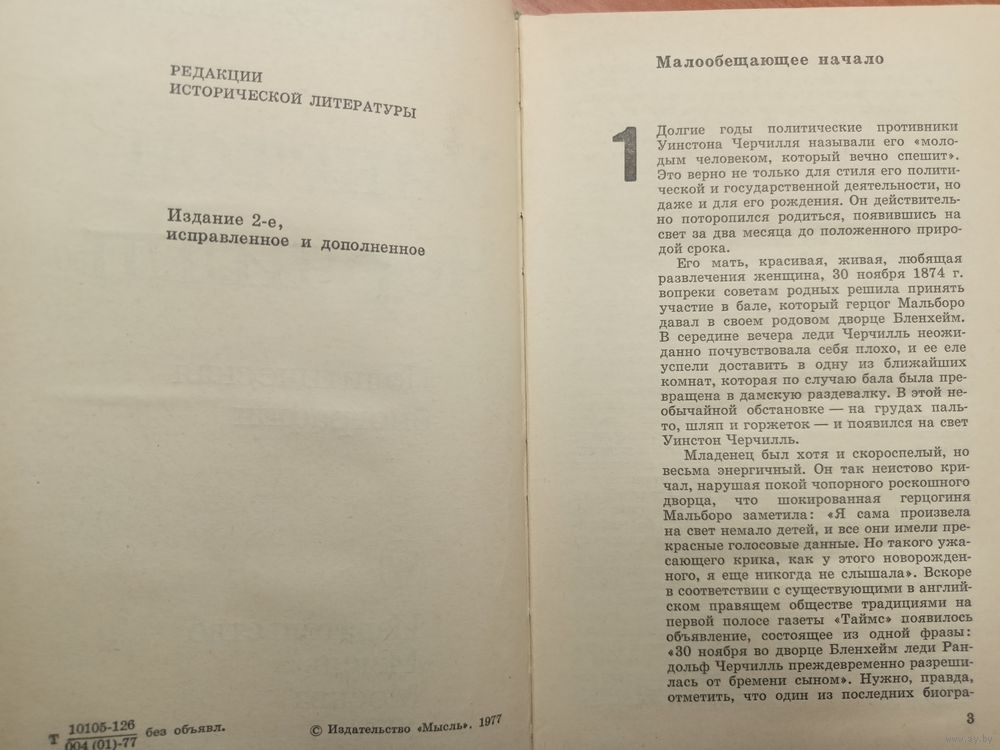 РЕДАКЦИИ
ИСТОРИЧЕСКОЙ ЛИТЕРАТУРЫ
Издание 2-е,
исправленное и дополненное
Т 10105-126 без объявл.
004(01)-77
© Издательство «Мысль». 1977
Малообещающее начало
1
Долгие годы политические противники
Уинстона Черчилля называли его «моло-
дым человеком, который вечно спешит».
Это верно не только для стиля его полити-
ческой и государственной деятельности, но
даже и для его рождения. Он действитель-
но поторопился родиться, появившись на
свет за два месяца до положенного приро-
дой срока.
Его мать, красивая, живая, любящая
развлечения женщина, 30 ноября 1874 г.
вопреки советам родных решила принять
участие в бале, который герцог Мальборо
давал в своем родовом дворце Бленхейм.
В середине вечера леди Черчилль неожи-
данно почувствовала себя плохо, и ее еле
успели доставить в одну из ближайших
комнат, которая по случаю бала была пре-
вращена в дамскую раздевалку. В этой не-
обычайной обстановке — на грудах паль-
то, шляп и горжеток — и появился на свет
Уинстон Черчилль.
Младенец был хотя и скороспелый, но
весьма энергичный. Он так неистово кри-
чал, нарушая покой чопорного роскошного
дворца, что шокированная герцогиня
Мальборо заметила: «Я сама произвела
на свет немало детей, и все они имели пре-
красные голосовые данные. Но такого ужа-
сающего крика, как у этого новорожден-
ного, я еще никогда не слышала». Вскоре
в соответствии с существующими в англий-
ском правящем обществе традициями на
первой полосе газеты «Таймс» появилось
объявление, состоящее из одной фразы:
«30 ноября во дворце Бленхейм леди Ран-
дольф Черчилль преждевременно разреши-
лась от бремени сыном». Нужно, правда,
отметить, что один из последних биогра-
3
www.ay.by